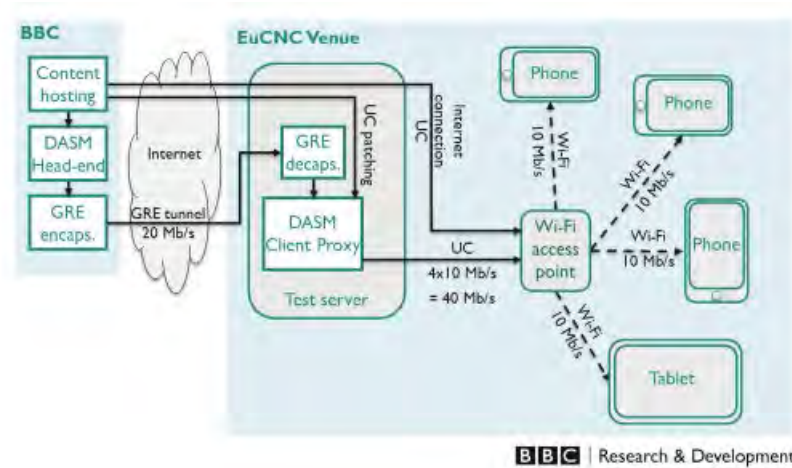 BBC
EuCNC Venue
Content
hosting
DASM
Head-end
GRE
encaps.
Internet
GRE tunnel
20 Mb/s
GRE
decaps.
UC patching
DASM
Client Proxy
Test server
Internet
connection
UC
UC
4x10 Mb/s
= 40 Mb/s
Wi-Fi
access
point
Phone
Wi-Fi
10 Mb/s
Phone
Wi-Fi
10 Mb/s
Phone
Wi-Fi
10 Mb/s
Tablet
Wi-Fi
10 Mb/s
BBC | Research & Development